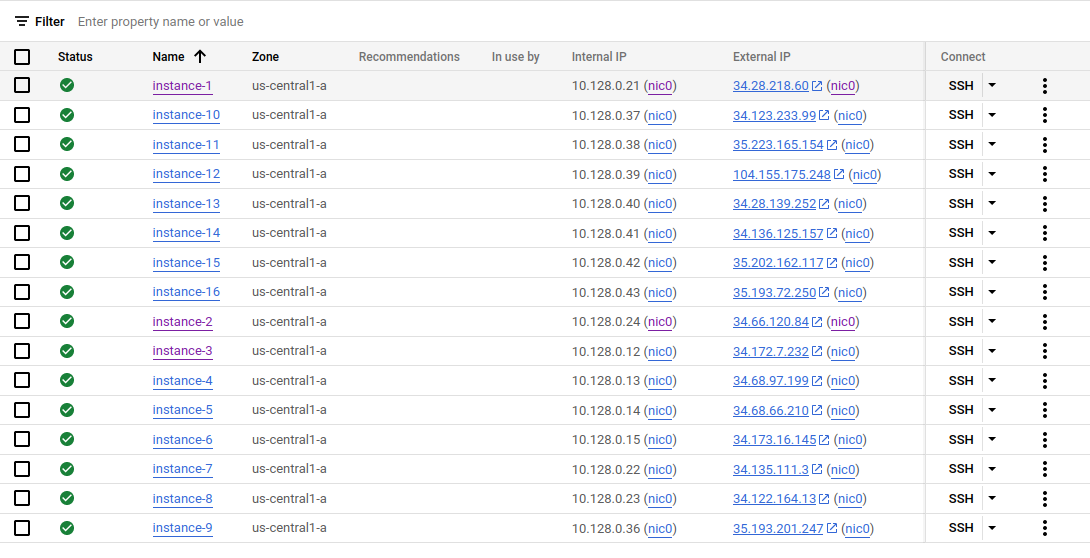 Filter Enter property name or value
Status Name Zone Recommendations In use by Internal IP External IP Connect
instance-1 us-central1-a 10.128.0.21 (nic0) 34.28.218.60 (nic0) SSH
instance-10 us-central1-a 10.128.0.37 (nic0) 34.123.233.99 (nic0) SSH
instance-11 us-central1-a 10.128.0.38 (nic0) 35.223.165.154 (nic0) SSH
instance-12 us-central1-a 10.128.0.39 (nic0) 104.155.175.248 (nic0) SSH
instance-13 us-central1-a 10.128.0.40 (nic0) 34.28.139.252 (nic0) SSH
instance-14 us-central1-a 10.128.0.41 (nic0) 34.136.125.157 (nic0) SSH
instance-15 us-central1-a 10.128.0.42 (nic0) 35.202.162.117 (nic0) SSH
instance-16 us-central1-a 10.128.0.43 (nic0) 35.193.72.250 (nic0) SSH
instance-2 us-central1-a 10.128.0.24 (nic0) 34.66.120.84 (nic0) SSH
instance-3 us-central1-a 10.128.0.12 (nic0) 34.172.7.232 (nic0) SSH
instance-4 us-central1-a 10.128.0.13 (nic0) 34.68.97.199 (nic0) SSH
instance-5 us-central1-a 10.128.0.14 (nic0) 34.68.66.210 (nic0) SSH
instance-6 us-central1-a 10.128.0.15 (nic0) 34.173.16.145 (nic0) SSH
instance-7 us-central1-a 10.128.0.22 (nic0) 34.135.111.3 (nic0) SSH
instance-8 us-central1-a 10.128.0.23 (nic0) 34.122.164.13 (nic0) SSH
instance-9 us-central1-a 10.128.0.36 (nic0) 35.193.201.247 (nic0) SSH